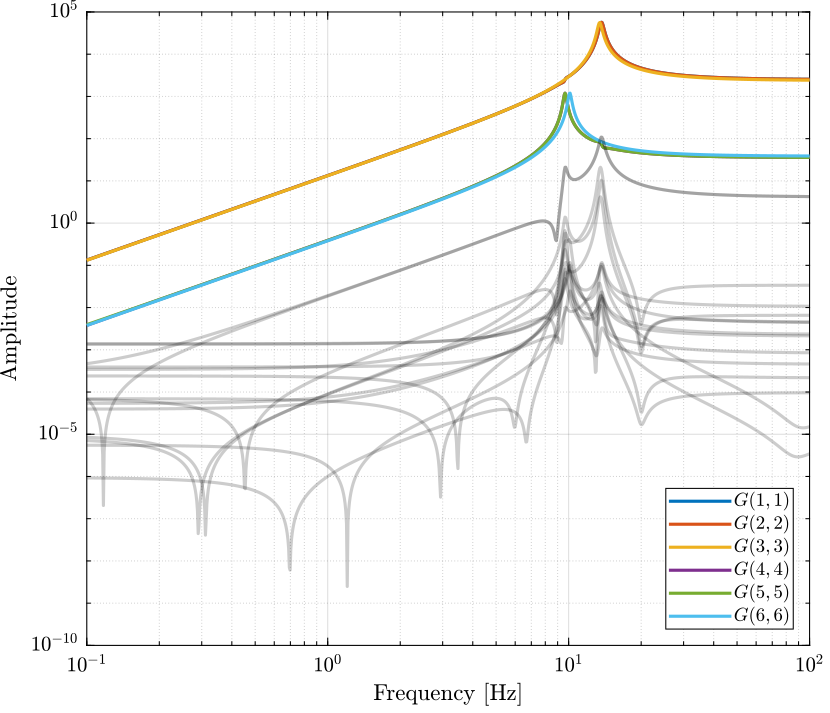 10^5
10^0
10^-5
10^-10
Amplitude
G(1, 1)
G(2, 2)
G(3, 3)
G(4, 4)
G(5, 5)
G(6, 6)
10^-1 10^0 10^1 10^2
Frequency [Hz]